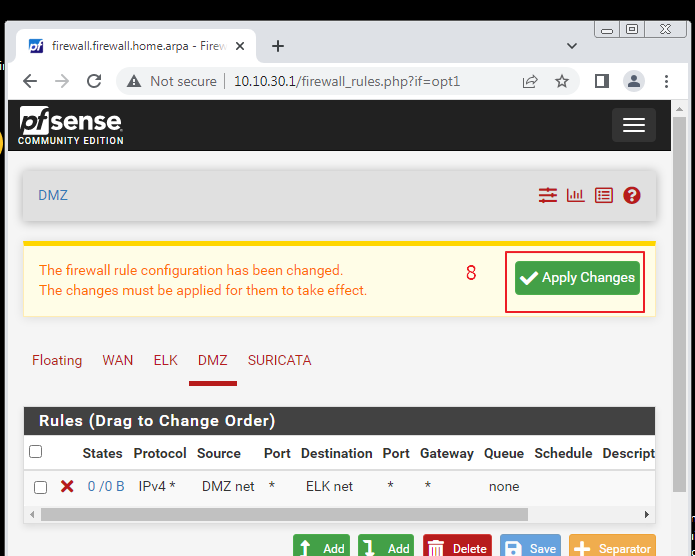 firewall.firewall.home.arpa - Firew
Not secure
10.10.30.1/firewall_rules.php?if=opt1
pfsense
COMMUNITY EDITION
DMZ
The firewall rule configuration has been changed.
The changes must be applied for them to take effect.
8
Apply Changes
Floating WAN ELK DMZ SURICATA
Rules (Drag to Change Order)
States Protocol Source Port Destination Port Gateway Queue Schedule Descript
0 /0 B IPv4 * DMZ net * ELK net * * none
Add Add Delete Save Separator